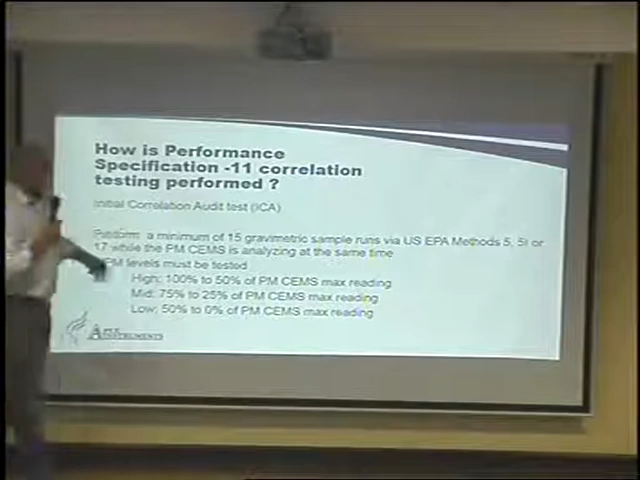 How is Performance
Specification -11 correlation
testing performed ?
Initial Correlation Audit test (ICA)
Perform a minimum of 15 gravimetric sample runs via US EPA Methods 5, 5I or
17 while the PM CEMS is analyzing at the same time
PM levels must be tested
High: 100% to 50% of PM CEMS max reading
Mid: 75% to 25% of PM CEMS max reading
Low: 50% to 0% of PM CEMS max reading
INSTRUMENTS